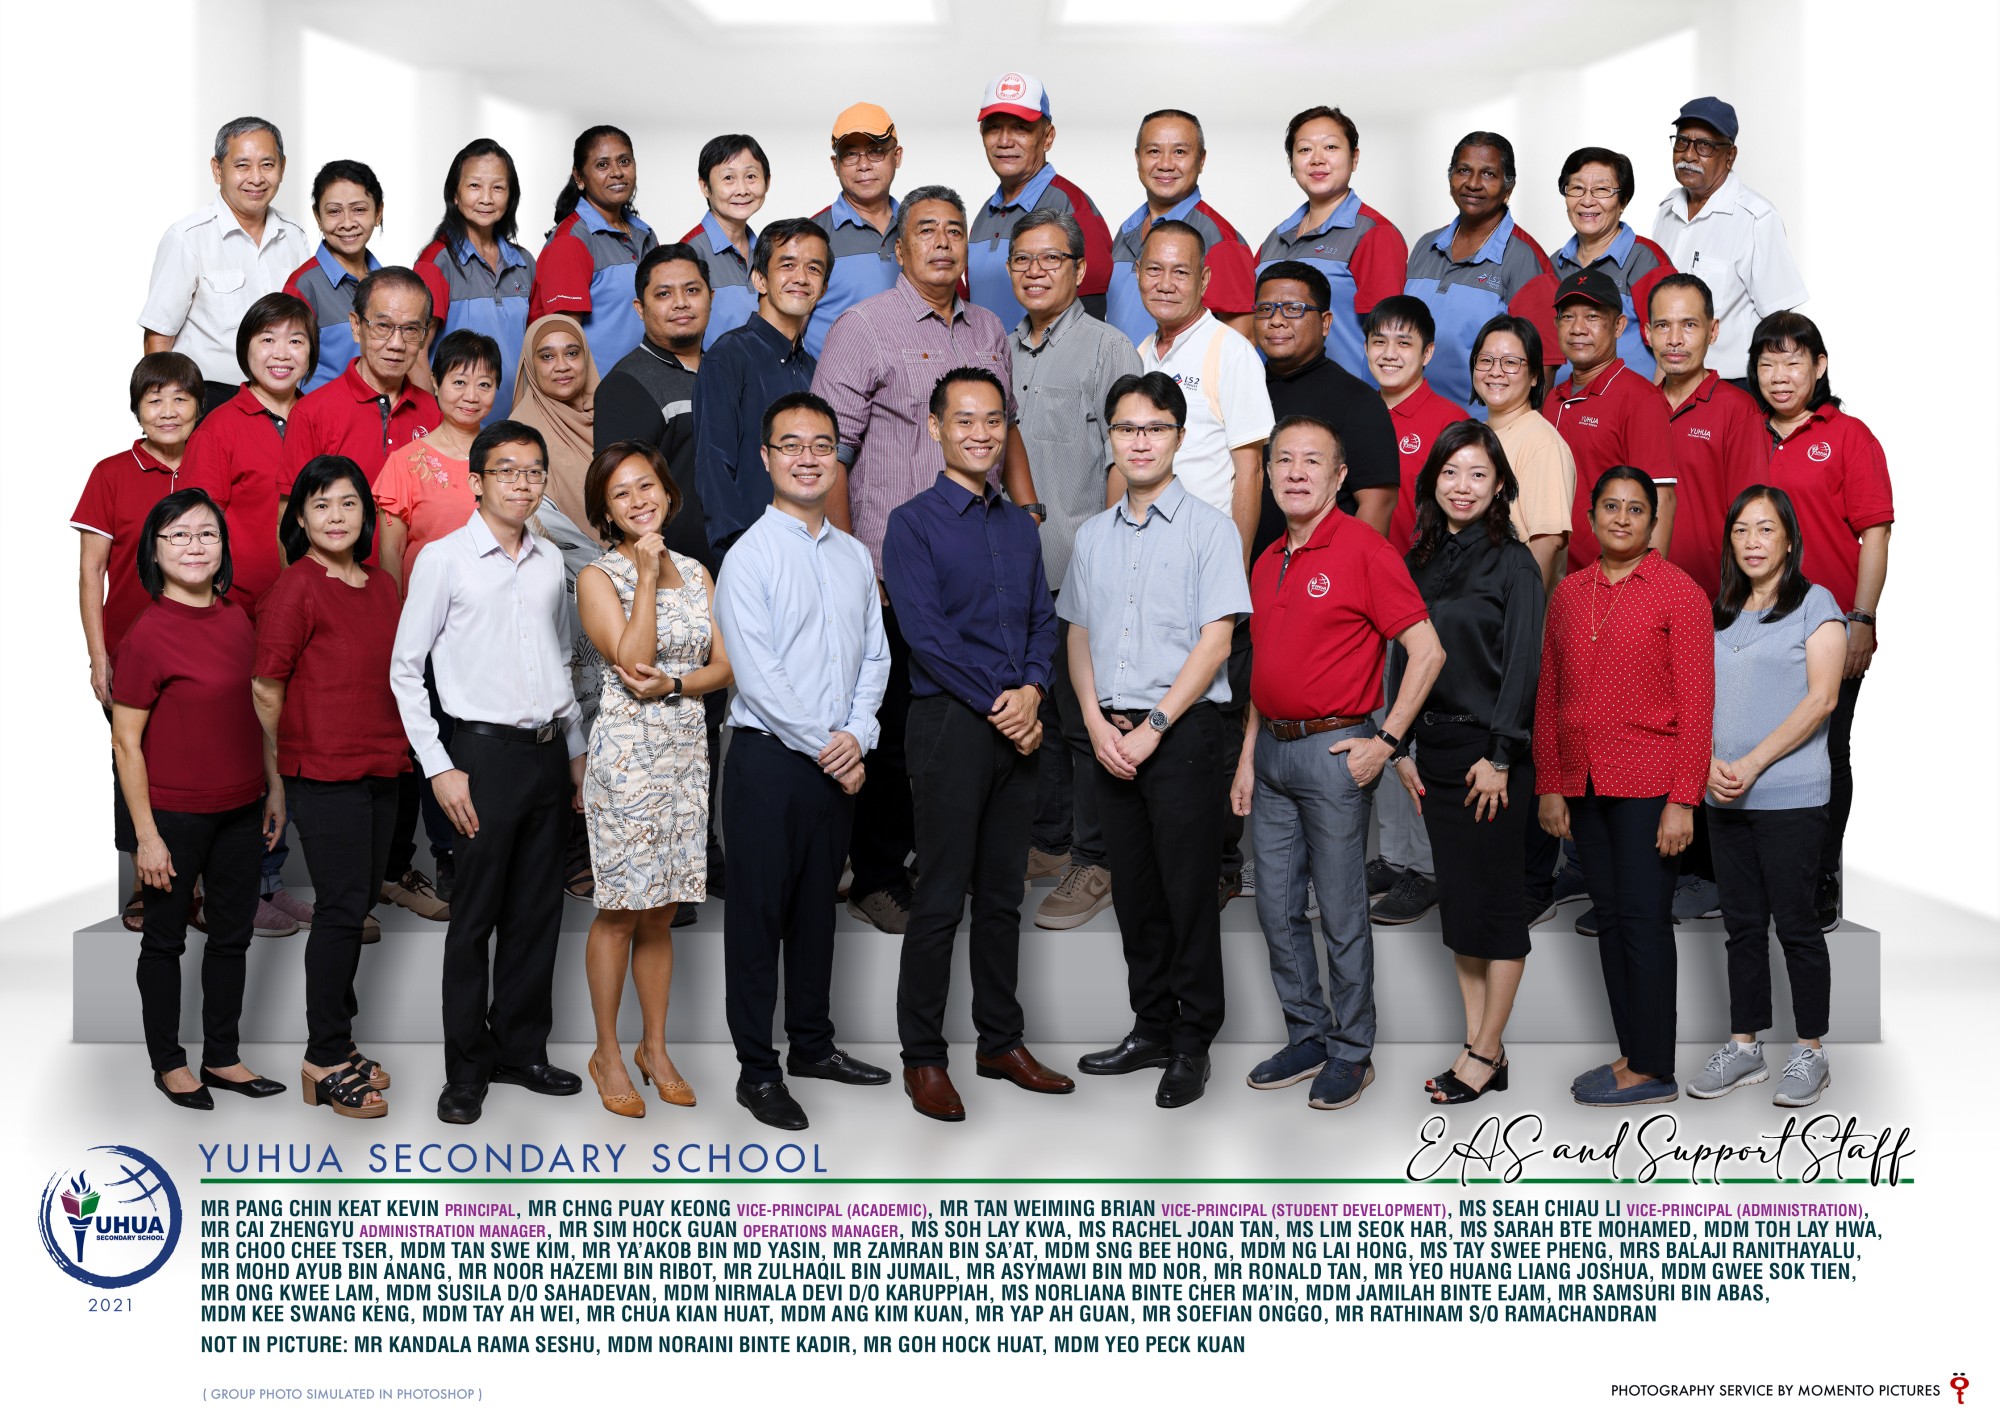 IS2
YUHUA
YUHUA
YUHUA
YUHUA
YUHUA SECONDARY SCHOOL
EAS and Support Staff
YUHUA
SECONDARY SCHOOL
2021
MR PANG CHIN KEAT KEVIN PRINCIPAL, MR CHNG PUAY KEONG VICE-PRINCIPAL (ACADEMIC), MR TAN WEIMING BRIAN VICE-PRINCIPAL (STUDENT DEVELOPMENT), MS SEAH CHIAU LI VICE-PRINCIPAL (ADMINISTRATION),
MR CAI ZHENGYU ADMINISTRATION MANAGER, MR SIM HOCK GUAN OPERATIONS MANAGER, MS SOH LAY KWA, MS RACHEL JOAN TAN, MS LIM SEOK HAR, MS SARAH BTE MOHAMED, MDM TOH LAY HWA,
MR CHOO CHEE TSER, MDM TAN SWE KIM, MR YA'AKOB BIN MD YASIN, MR ZAMRAN BIN SA'AT, MDM SNG BEE HONG, MDM NG LAI HONG, MS TAY SWEE PHENG, MRS BALAJI RANITHAYALU,
MR MOHD AYUB BIN ANANG, MR NOOR HAZEMI BIN RIBOT, MR ZULHAQIL BIN JUMAIL, MR ASYMAWI BIN MD NOR, MR RONALD TAN, MR YEO HUANG LIANG JOSHUA, MDM GWEE SOK TIEN,
MR ONG KWEE LAM, MDM SUSILA D/O SAHADEVAN, MDM NIRMALA DEVI D/O KARUPPIAH, MS NORLIANA BINTE CHER MA'IN, MDM JAMILAH BINTE EJAM, MR SAMSURI BIN ABAS,
MDM KEE SWANG KENG, MDM TAY AH WEI, MR CHUA KIAN HUAT, MDM ANG KIM KUAN, MR YAP AH GUAN, MR SOEFIAN ONGGO, MR RATHINAM S/O RAMACHANDRAN
NOT IN PICTURE: MR KANDALA RAMA SESHU, MDM NORAINI BINTE KADIR, MR GOH HOCK HUAT, MDM YEO PECK KUAN
( GROUP PHOTO SIMULATED IN PHOTOSHOP )
PHOTOGRAPHY SERVICE BY MOMENTO PICTURES